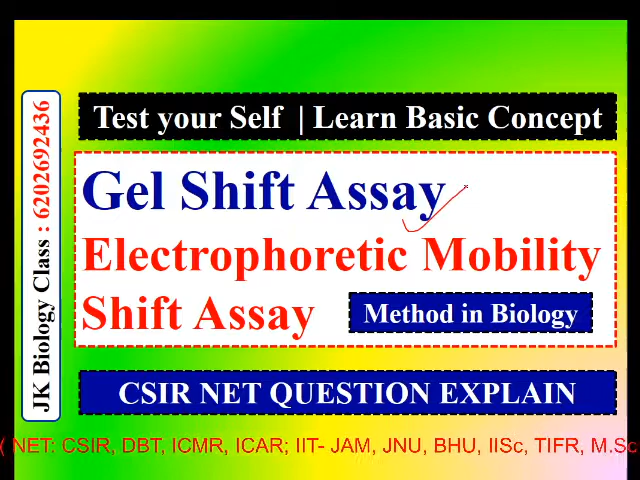 Test your Self | Learn Basic Concept
JK Biology Class : 6202692436
Gel Shift Assay
Electrophoretic Mobility
Shift Assay
Method in Biology
CSIR NET QUESTION EXPLAIN
( NET: CSIR, DBT, ICMR, ICAR; IIT- JAM, JNU, BHU, IISc, TIFR, M.Sc